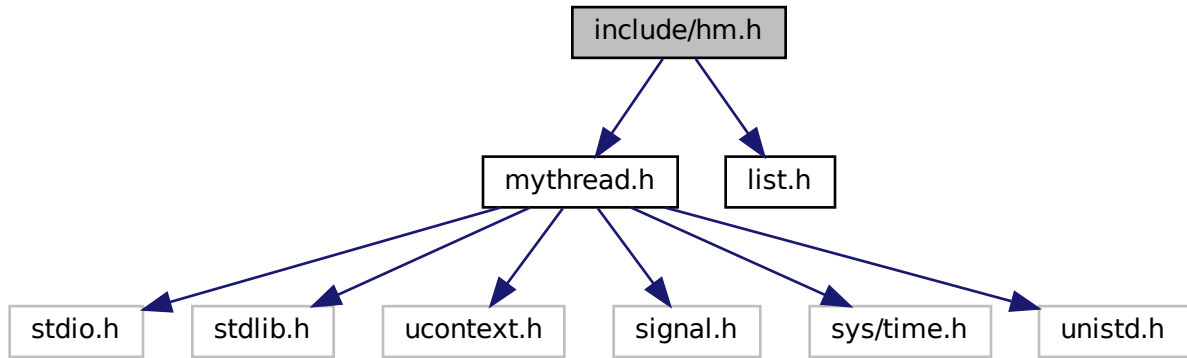 include/hm.h
mythread.h
list.h
stdio.h
stdlib.h
ucontext.h
signal.h
sys/time.h
unistd.h